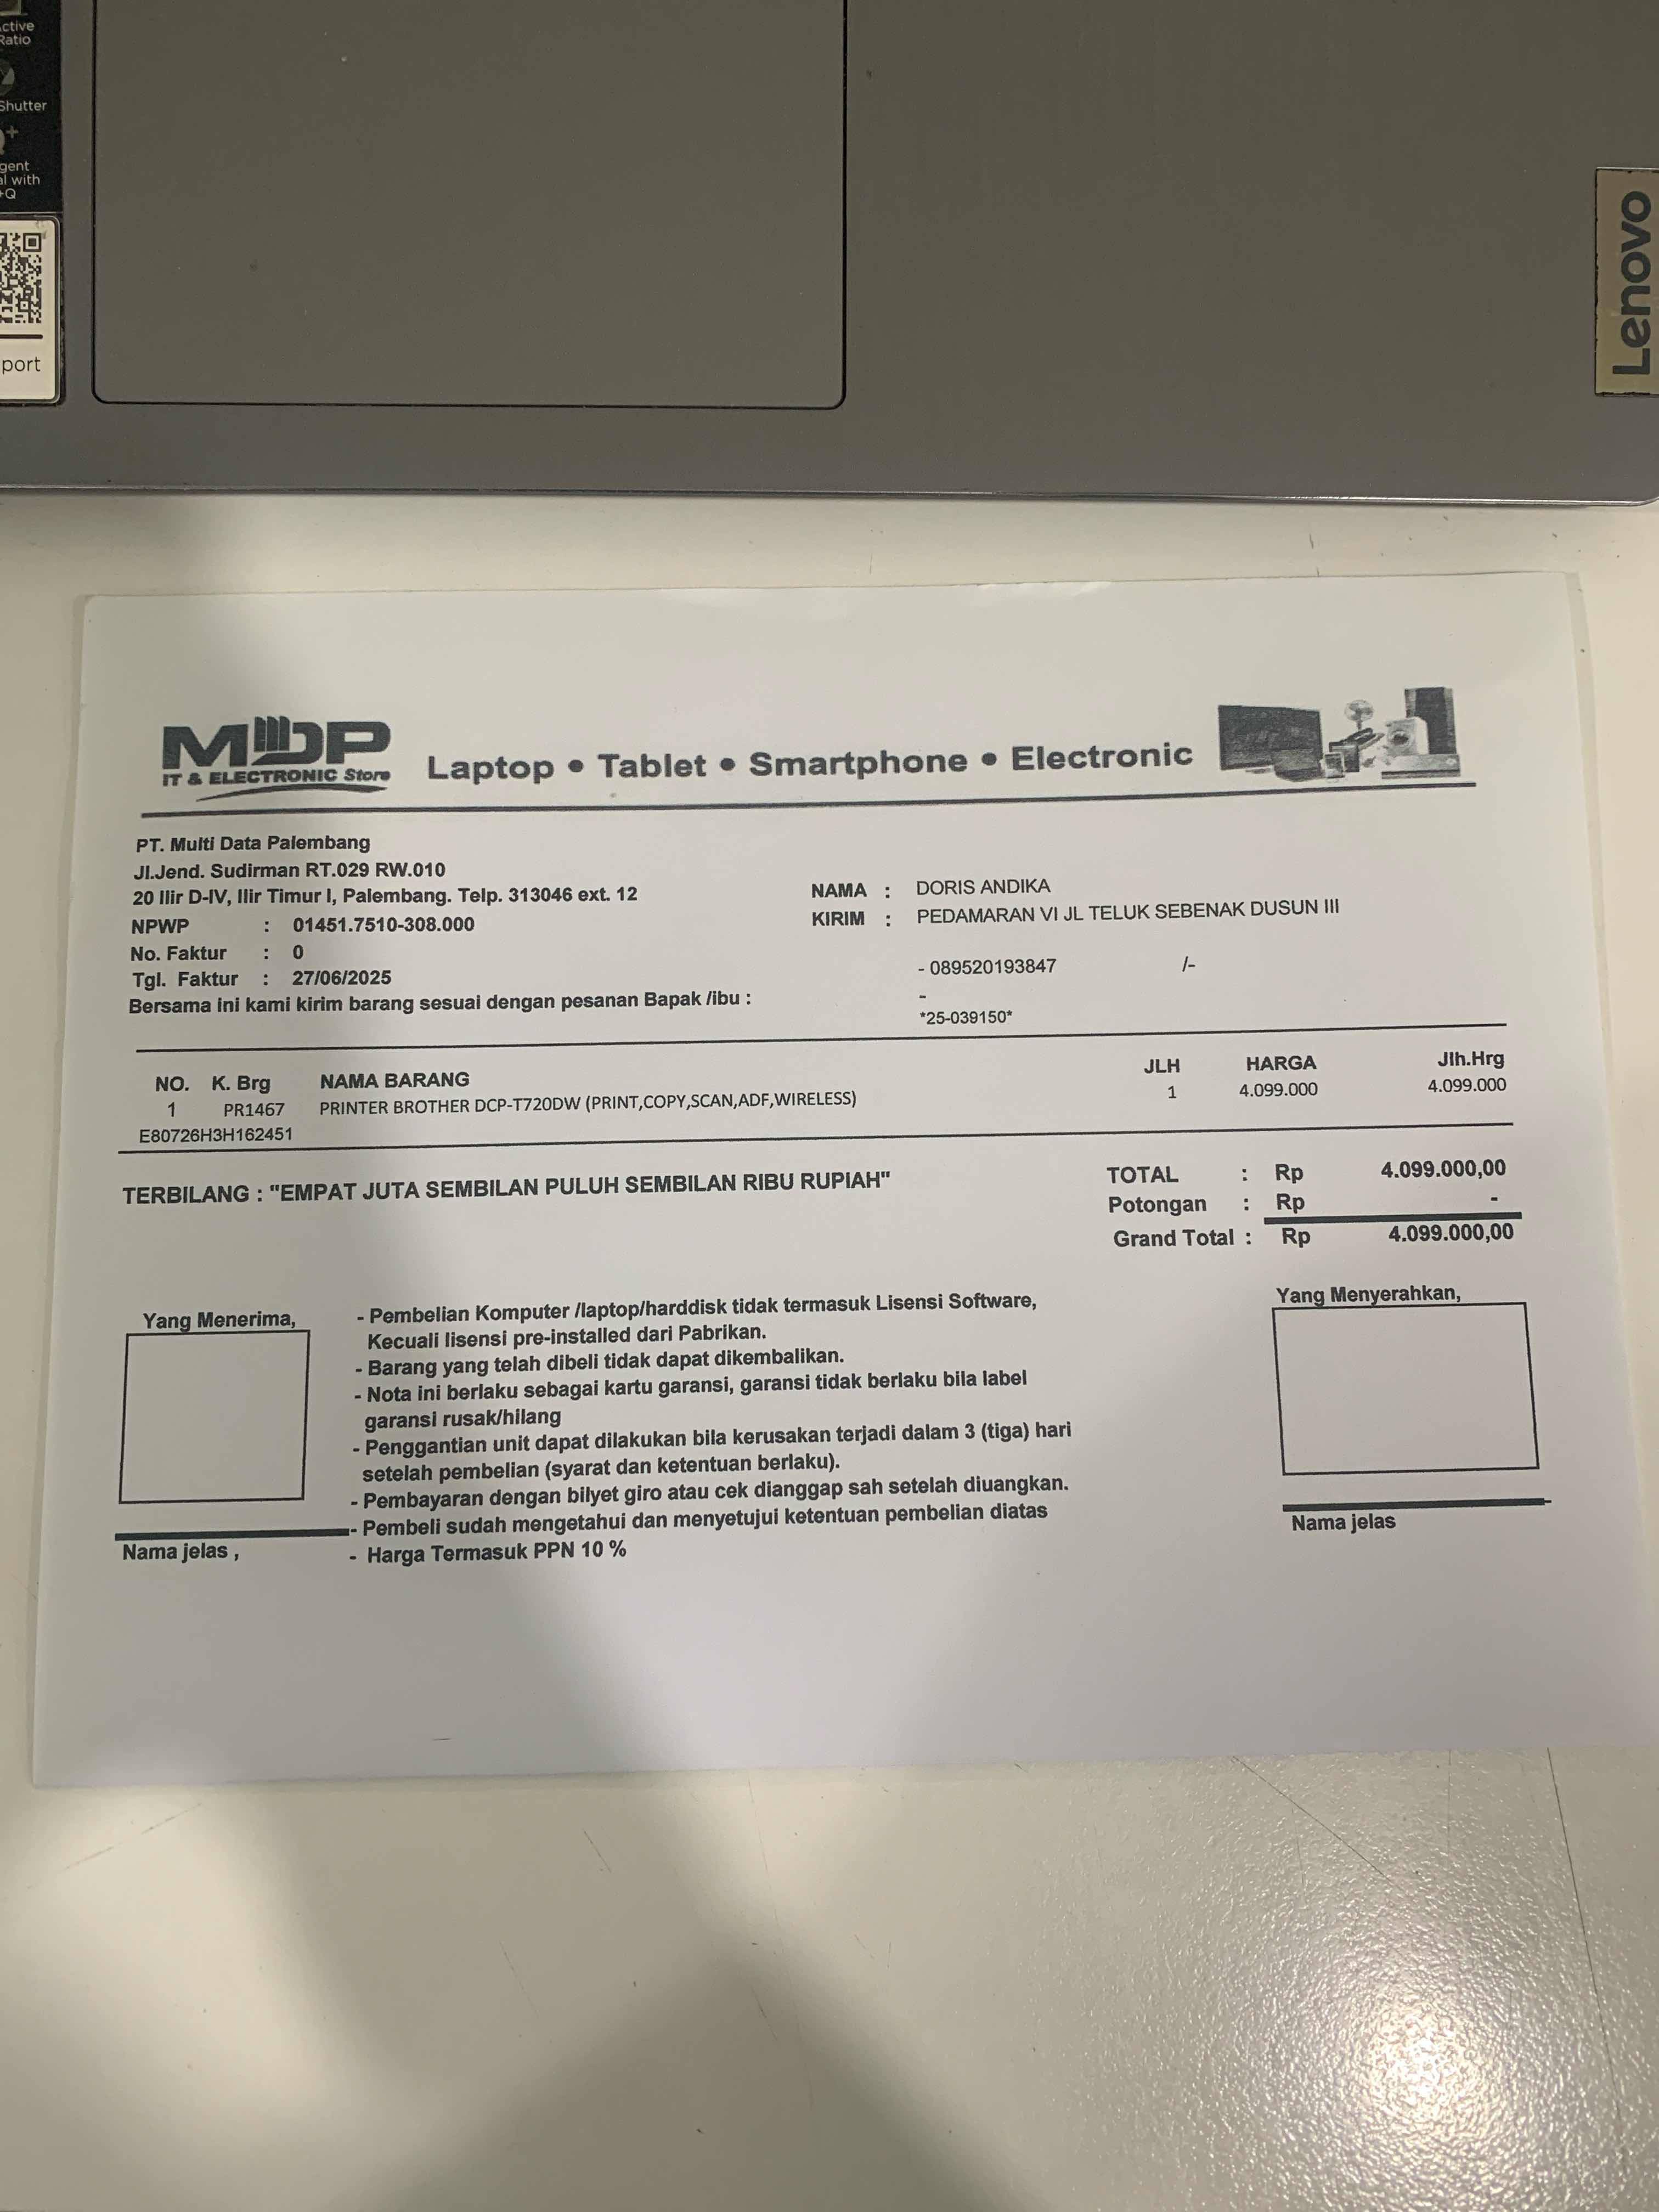 ctive
Ratio
Shutter
gent
al with
+Q
port
Lenovo
MDP
IT & ELECTRONIC Store
Laptop • Tablet • Smartphone • Electronic
PT. Multi Data Palembang
Jl.Jend. Sudirman RT.029 RW.010
20 Ilir D-IV, Ilir Timur I, Palembang. Telp. 313046 ext. 12
NPWP : 01451.7510-308.000
No. Faktur : 0
Tgl. Faktur : 27/06/2025
Bersama ini kami kirim barang sesuai dengan pesanan Bapak /ibu :
NAMA : DORIS ANDIKA
KIRIM : PEDAMARAN VI JL TELUK SEBENAK DUSUN III
- 089520193847 /-
-
*25-039150*
NO. K. Brg NAMA BARANG JLH HARGA Jlh.Hrg
1 PR1467 PRINTER BROTHER DCP-T720DW (PRINT,COPY,SCAN,ADF,WIRELESS) 1 4.099.000 4.099.000
E80726H3H162451
TERBILANG : "EMPAT JUTA SEMBILAN PULUH SEMBILAN RIBU RUPIAH"
TOTAL : Rp 4.099.000,00
Potongan : Rp -
Grand Total : Rp 4.099.000,00
Yang Menerima,
Nama jelas ,
- Pembelian Komputer /laptop/harddisk tidak termasuk Lisensi Software,
Kecuali lisensi pre-installed dari Pabrikan.
- Barang yang telah dibeli tidak dapat dikembalikan.
- Nota ini berlaku sebagai kartu garansi, garansi tidak berlaku bila label
garansi rusak/hilang
- Penggantian unit dapat dilakukan bila kerusakan terjadi dalam 3 (tiga) hari
setelah pembelian (syarat dan ketentuan berlaku).
- Pembayaran dengan bilyet giro atau cek dianggap sah setelah diuangkan.
- Pembeli sudah mengetahui dan menyetujui ketentuan pembelian diatas
- Harga Termasuk PPN 10 %
Yang Menyerahkan,
Nama jelas